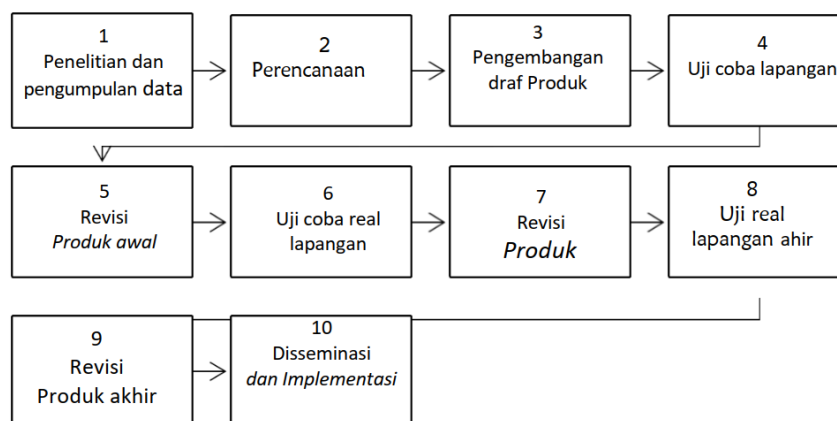 1
Penelitian dan
pengumpulan data
2
Perencanaan
3
Pengembangan
draf Produk
4
Uji coba lapangan
5
Revisi
Produk awal
6
Uji coba real
lapangan
7
Revisi
Produk
8
Uji real
lapangan ahir
9
Revisi
Produk akhir
10
Disseminasi
dan Implementasi